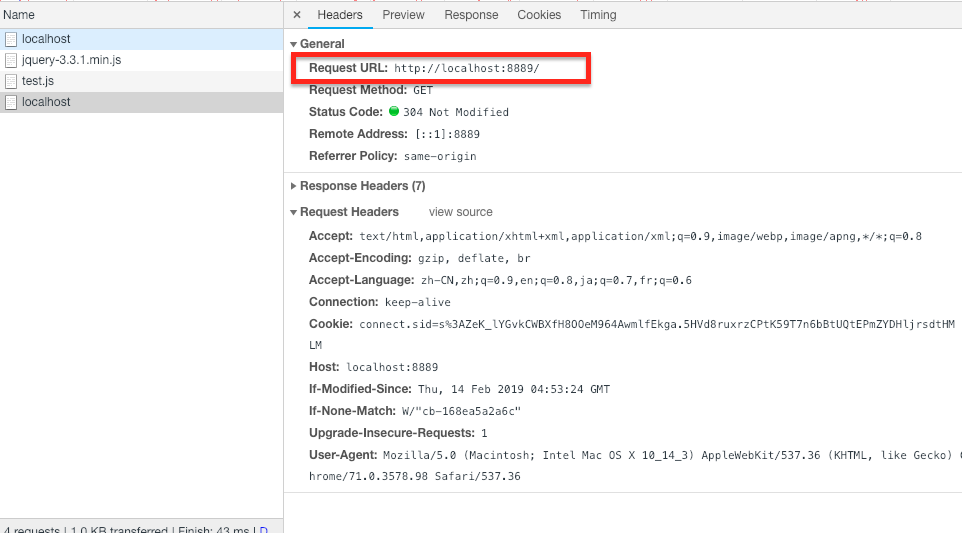 Name
localhost
jquery-3.3.1.min.js
test.js
localhost
4 requests | 1.0 KB transferred | Finish: 43 ms | D
× Headers Preview Response Cookies Timing
General
Request URL: http://localhost:8889/
Request Method: GET
Status Code: 304 Not Modified
Remote Address: [::1]:8889
Referrer Policy: same-origin
Response Headers (7)
Request Headers view source
Accept: text/html,application/xhtml+xml,application/xml;q=0.9,image/webp,image/apng,*/*;q=0.8
Accept-Encoding: gzip, deflate, br
Accept-Language: zh-CN,zh;q=0.9,en;q=0.8,ja;q=0.7,fr;q=0.6
Connection: keep-alive
Cookie: connect.sid=s%3AZeK_lYGvkCWBXfH8OOeM964AwmlfEkga.5HVd8ruxrzCPtK59T7n6bBtUQtEPmZYDHljrsdtHM
LM
Host: localhost:8889
If-Modified-Since: Thu, 14 Feb 2019 04:53:24 GMT
If-None-Match: W/"cb-168ea5a2a6c"
Upgrade-Insecure-Requests: 1
User-Agent: Mozilla/5.0 (Macintosh; Intel Mac OS X 10_14_3) AppleWebKit/537.36 (KHTML, like Gecko) C
hrome/71.0.3578.98 Safari/537.36